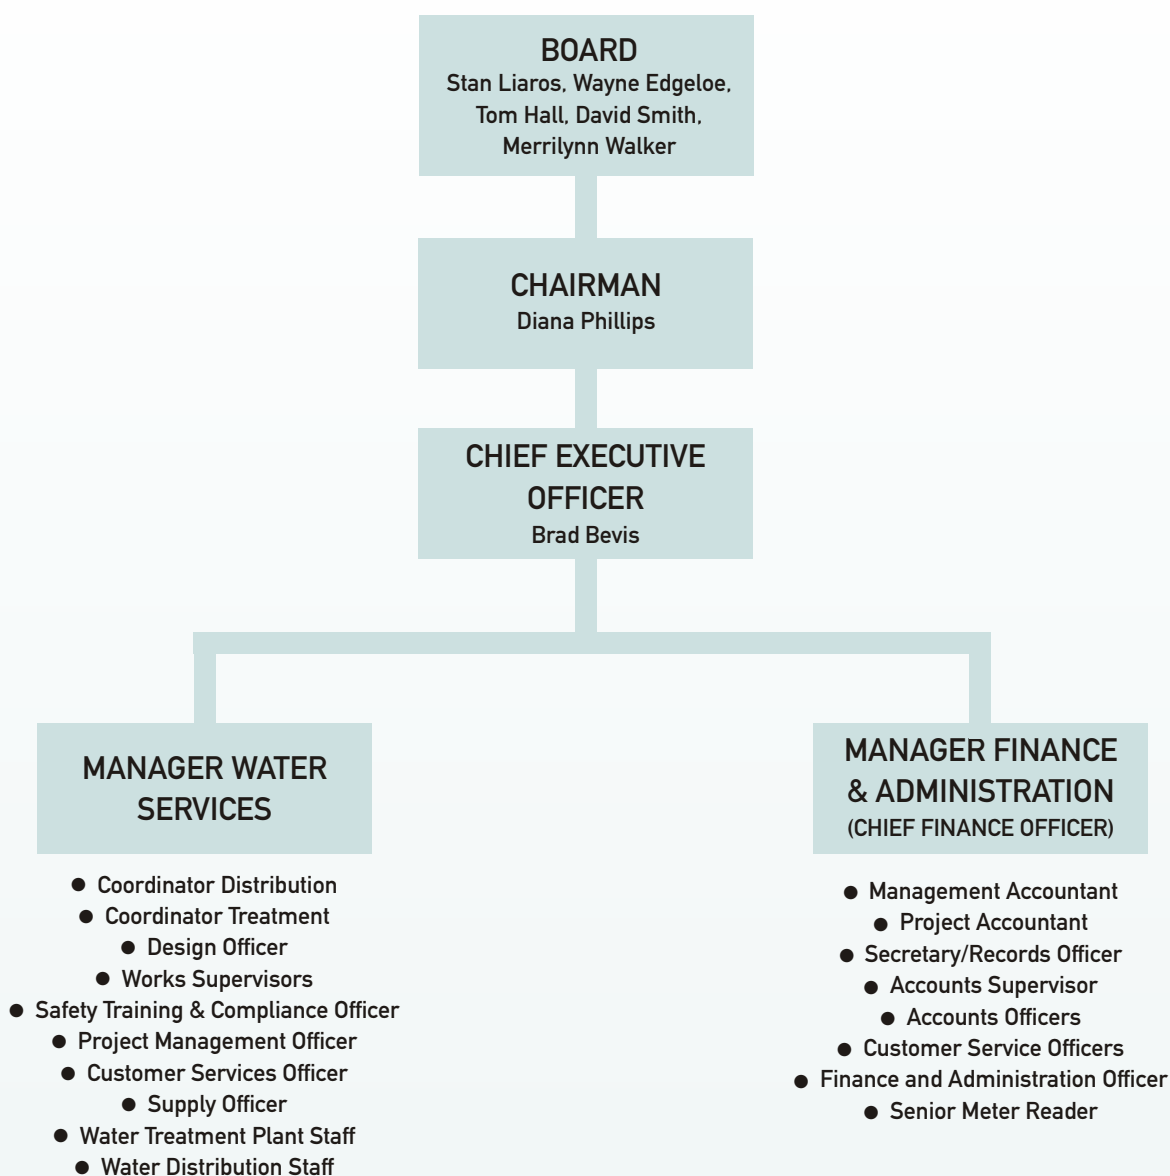 BOARD
Stan Liaros, Wayne Edgeloe,
Tom Hall, David Smith,
Merrilynn Walker
CHAIRMAN
Diana Phillips
CHIEF EXECUTIVE
OFFICER
Brad Bevis
MANAGER WATER
SERVICES
● Coordinator Distribution
● Coordinator Treatment
● Design Officer
● Works Supervisors
● Safety Training & Compliance Officer
● Project Management Officer
● Customer Services Officer
● Supply Officer
● Water Treatment Plant Staff
● Water Distribution Staff
MANAGER FINANCE
& ADMINISTRATION
(CHIEF FINANCE OFFICER)
● Management Accountant
● Project Accountant
● Secretary/Records Officer
● Accounts Supervisor
● Accounts Officers
● Customer Service Officers
● Finance and Administration Officer
● Senior Meter Reader